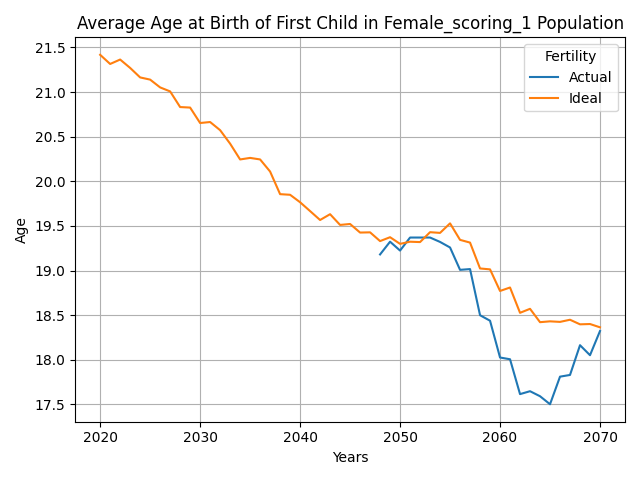 Average Age at Birth of First Child in Female_scoring_1 Population
21.5
21.0
20.5
20.0
19.5
19.0
18.5
18.0
17.5
Age
Fertility
Actual
Ideal
2020
2030
2040
2050
2060
2070
Years